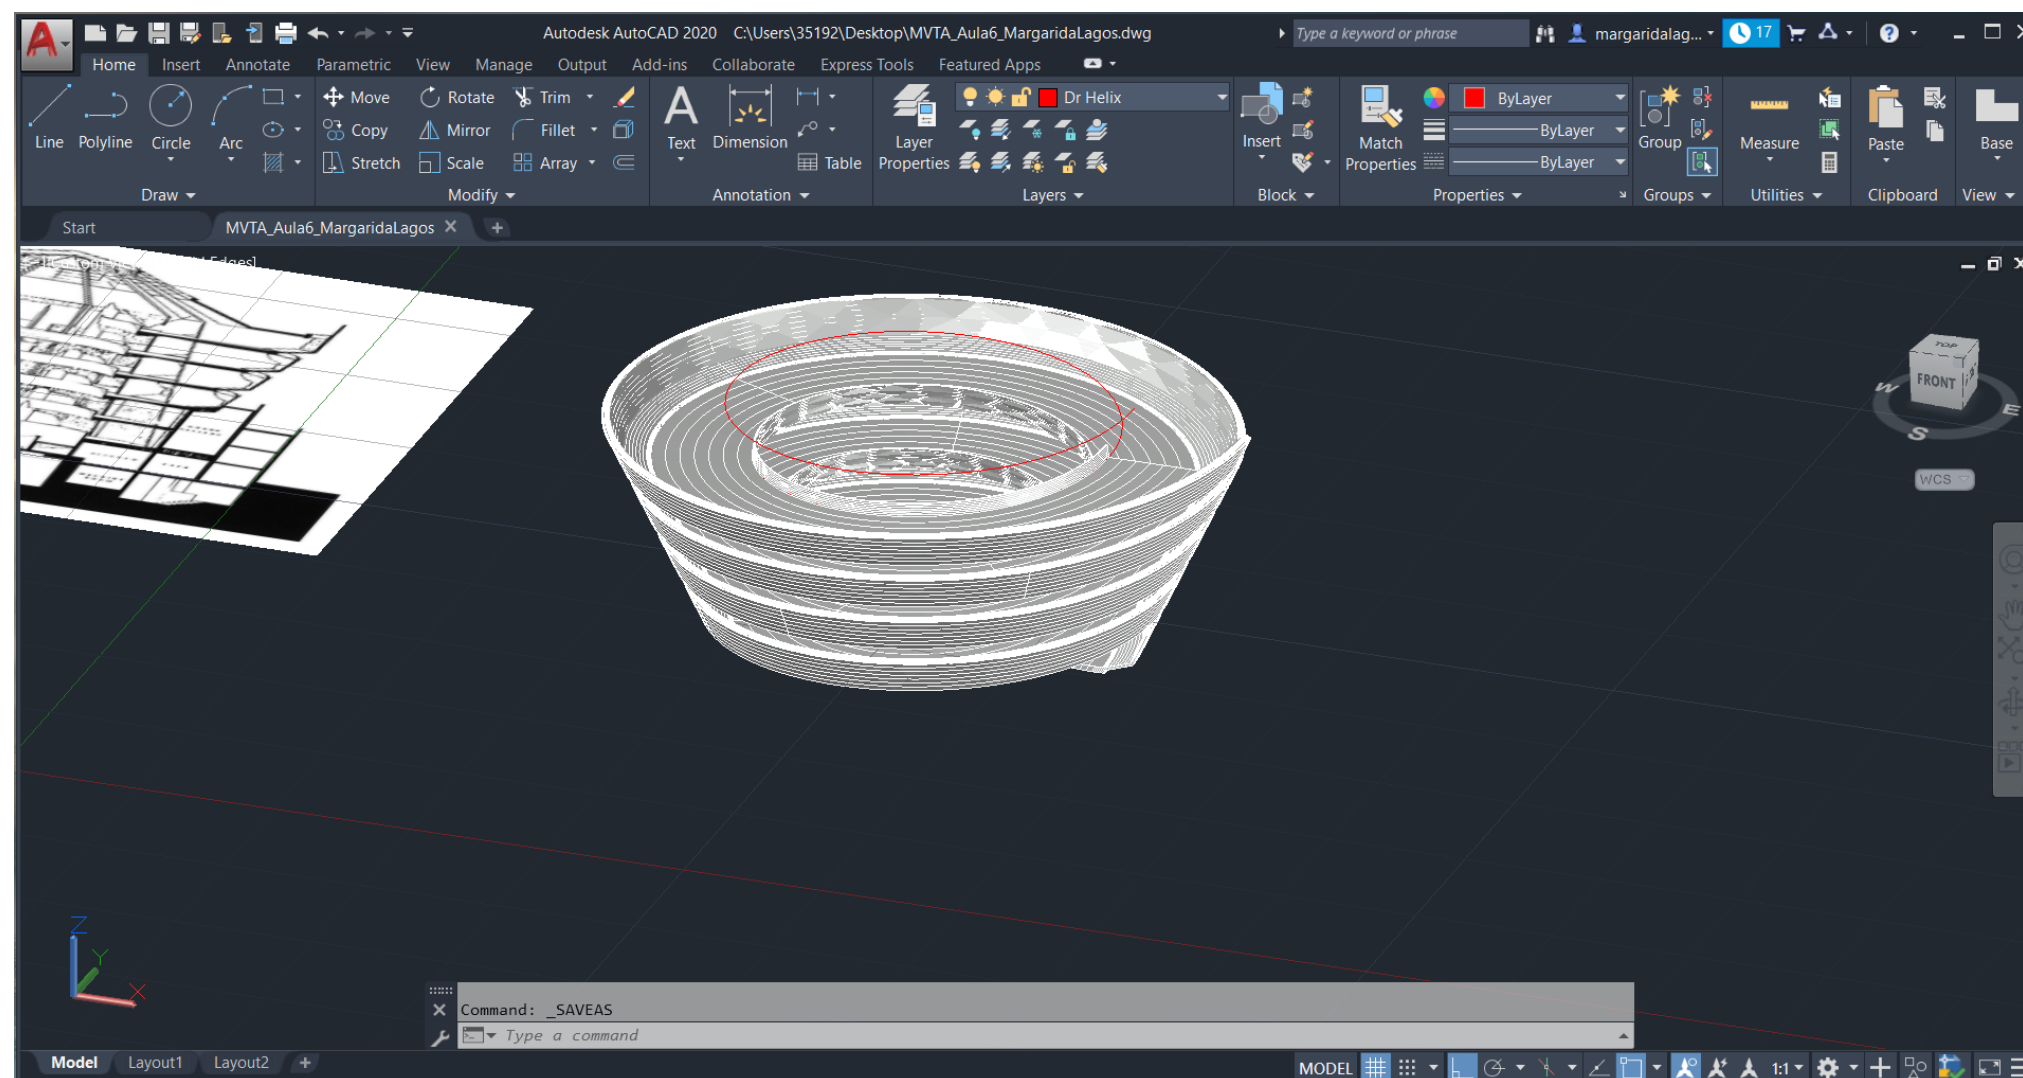 Autodesk AutoCAD 2020 C:\Users\35192\Desktop\MVTA_Aula6_MargaridaLagos.dwg
Type a keyword or phrase
margaridalag...
17
Home Insert Annotate Parametric View Manage Output Add-ins Collaborate Express Tools Featured Apps
Line Polyline Circle Arc
Move Rotate Trim
Copy Mirror Fillet
Stretch Scale Array
Text Dimension
Table
Layer
Properties
Dr Helix
Insert
Match
Properties
ByLayer
ByLayer
ByLayer
Group
Measure
Paste
Base
Draw Modify Annotation Layers Block Properties Groups Utilities Clipboard View
Start MVTA_Aula6_MargaridaLagos
Edges]
TOP
FRONT
W
S
E
WCS
Z
Y
X
Command: _SAVEAS
Type a command
Model Layout1 Layout2
MODEL
1:1